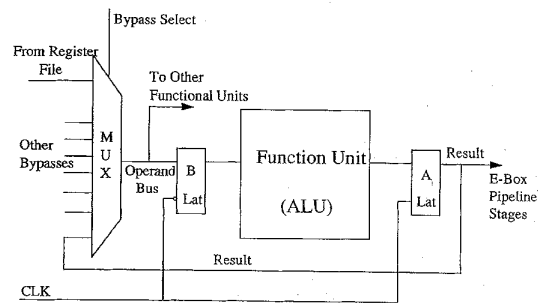 Bypass Select
From Register
File
To Other
Functional Units
Other
Bypasses
M
U
X
Operand
Bus
B
Lat
Function Unit
(ALU)
A
Lat
Result
E-Box
Pipeline
Stages
Result
CLK